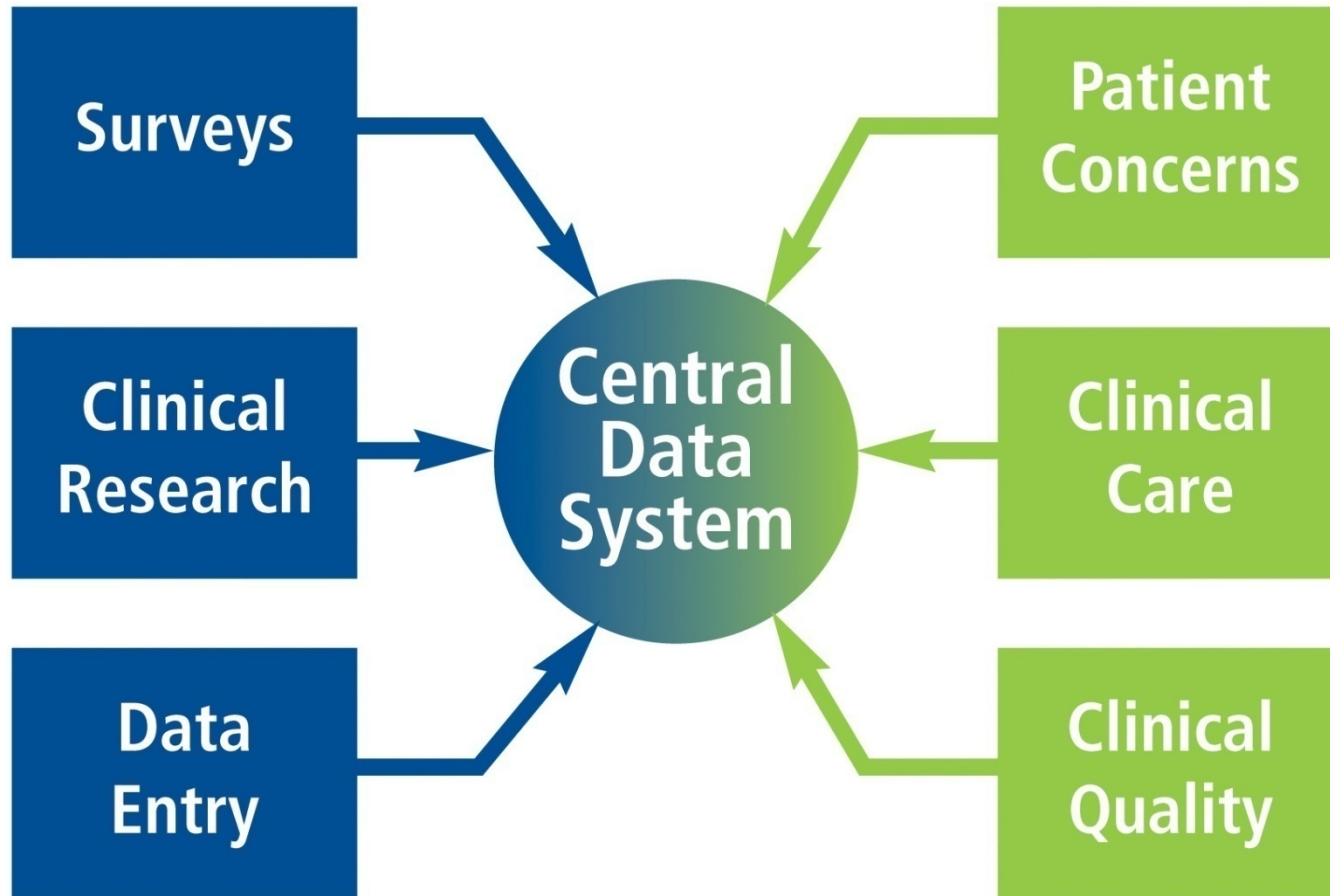 Surveys
Clinical
Research
Data
Entry
Central
Data
System
Patient
Concerns
Clinical
Care
Clinical
Quality